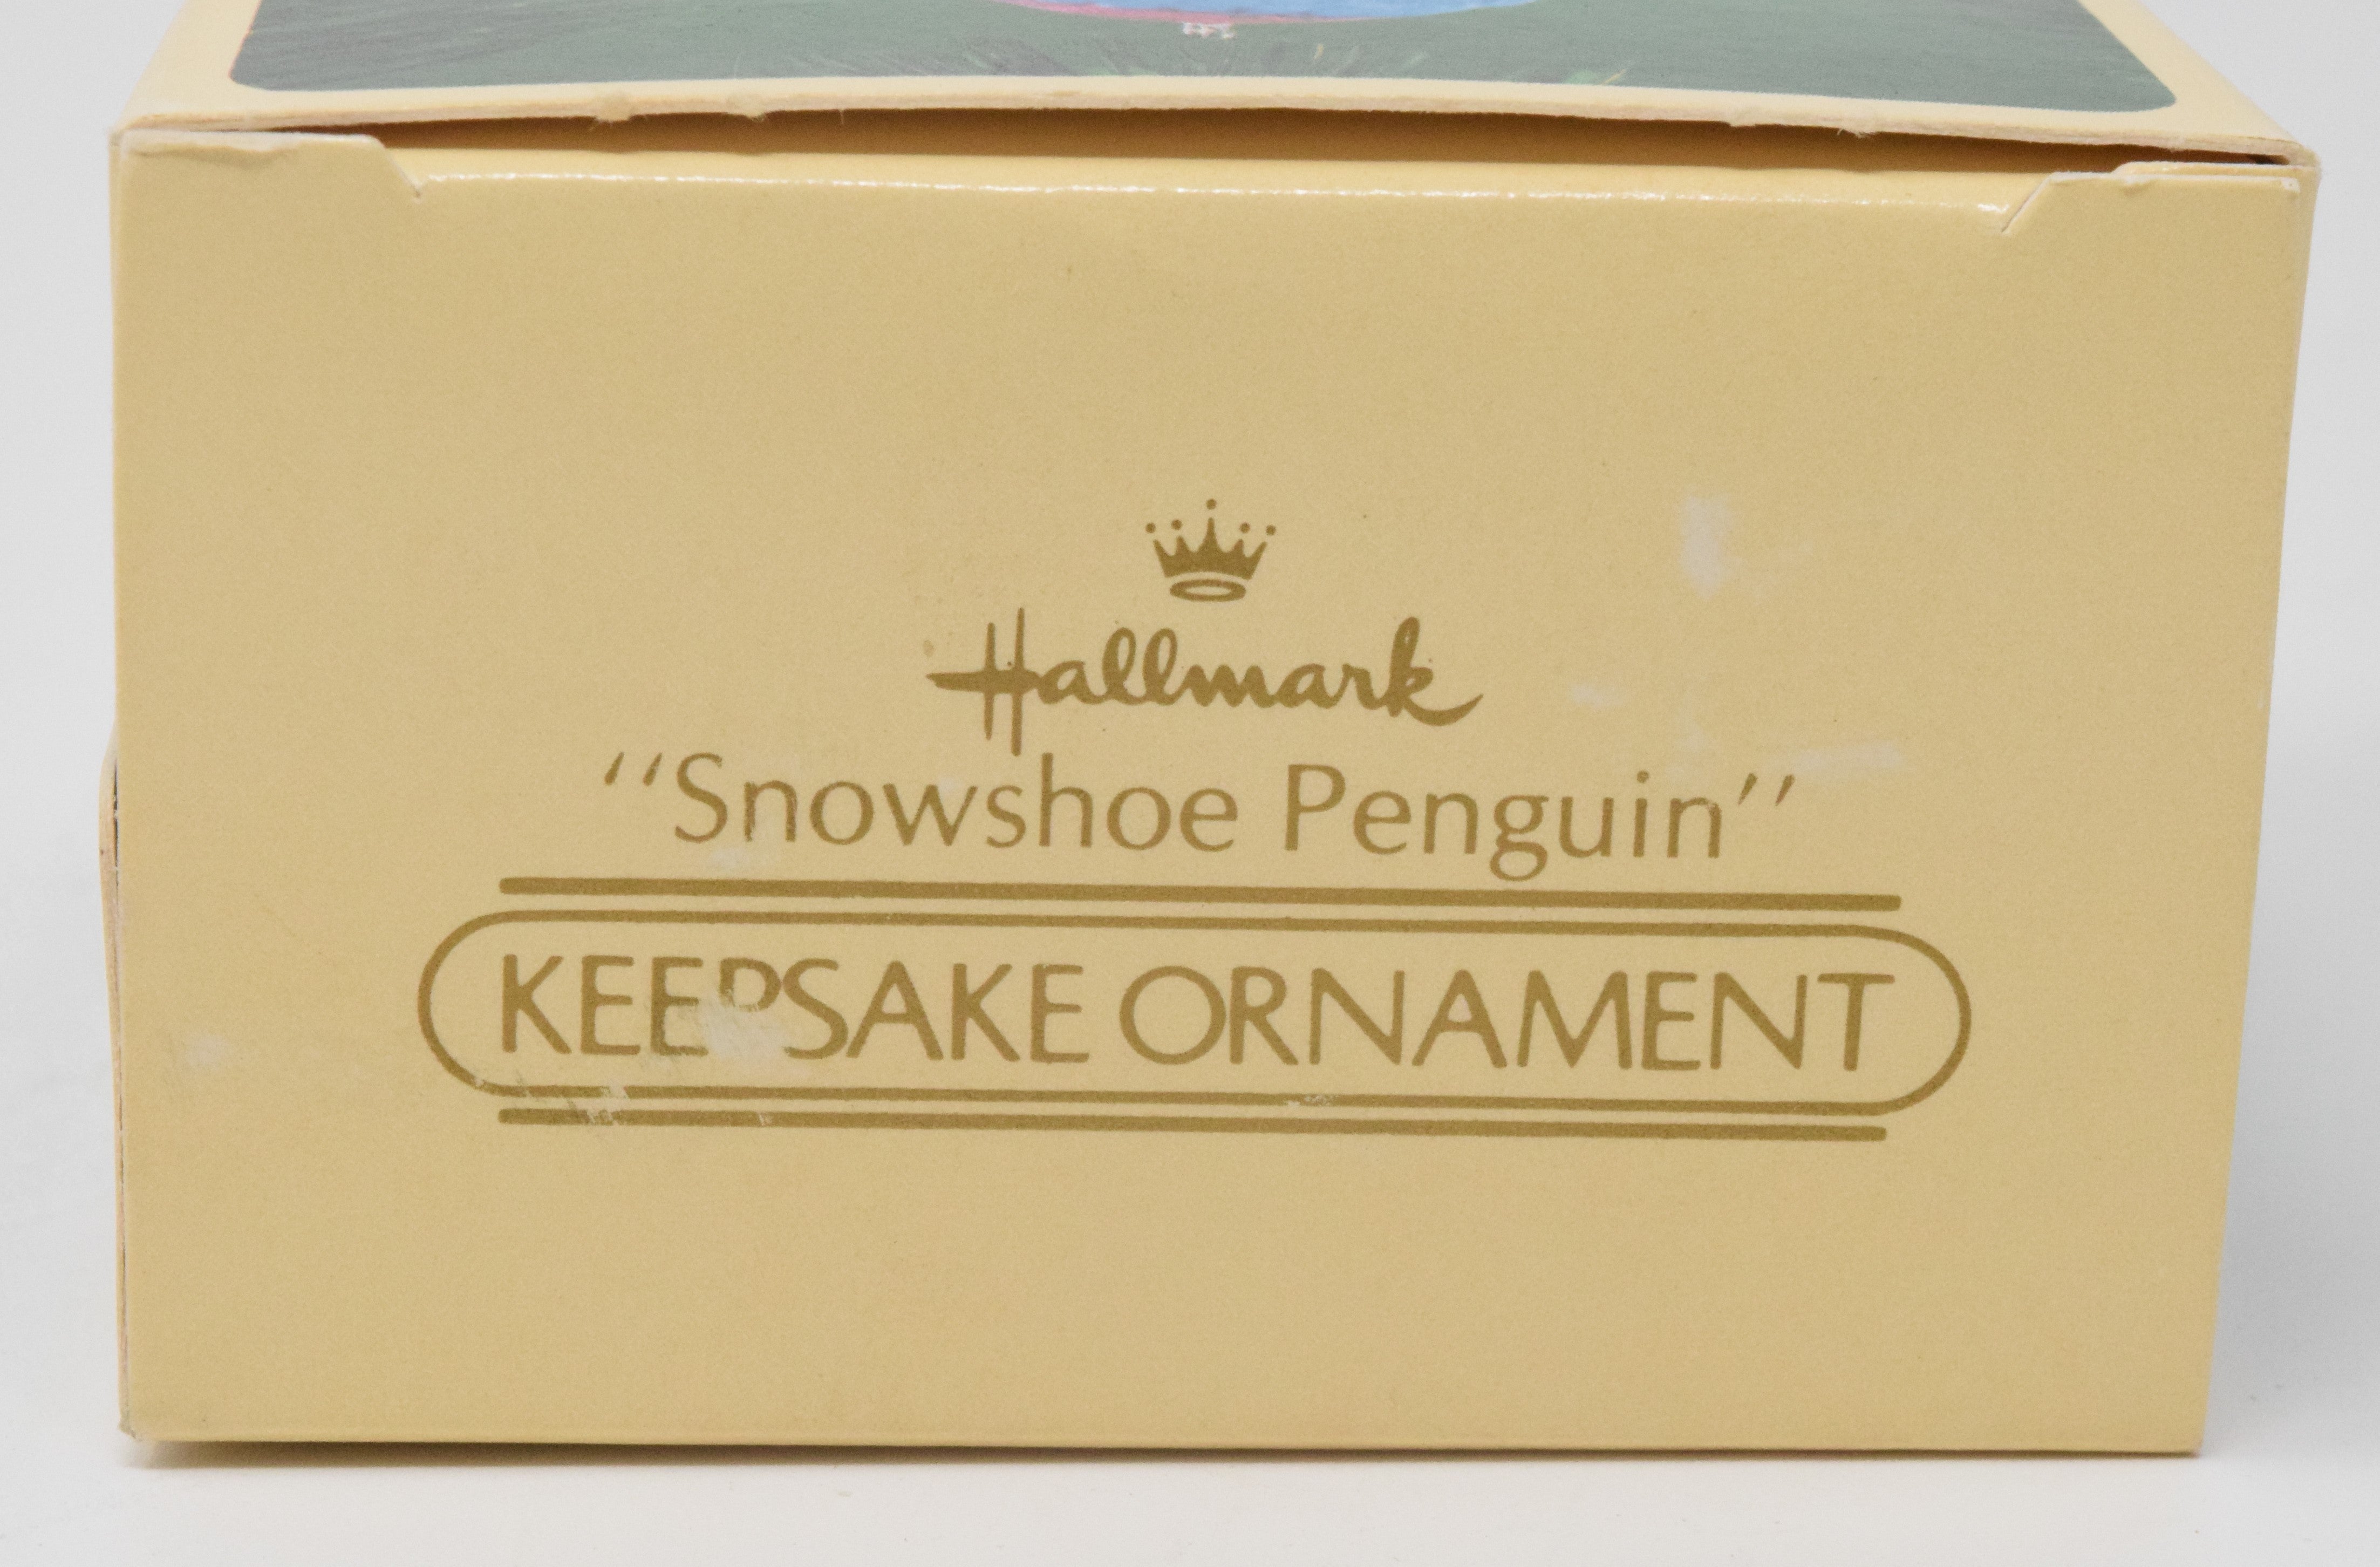 Hallmark
"Snowshoe Penguin"
KEEPSAKE ORNAMENT